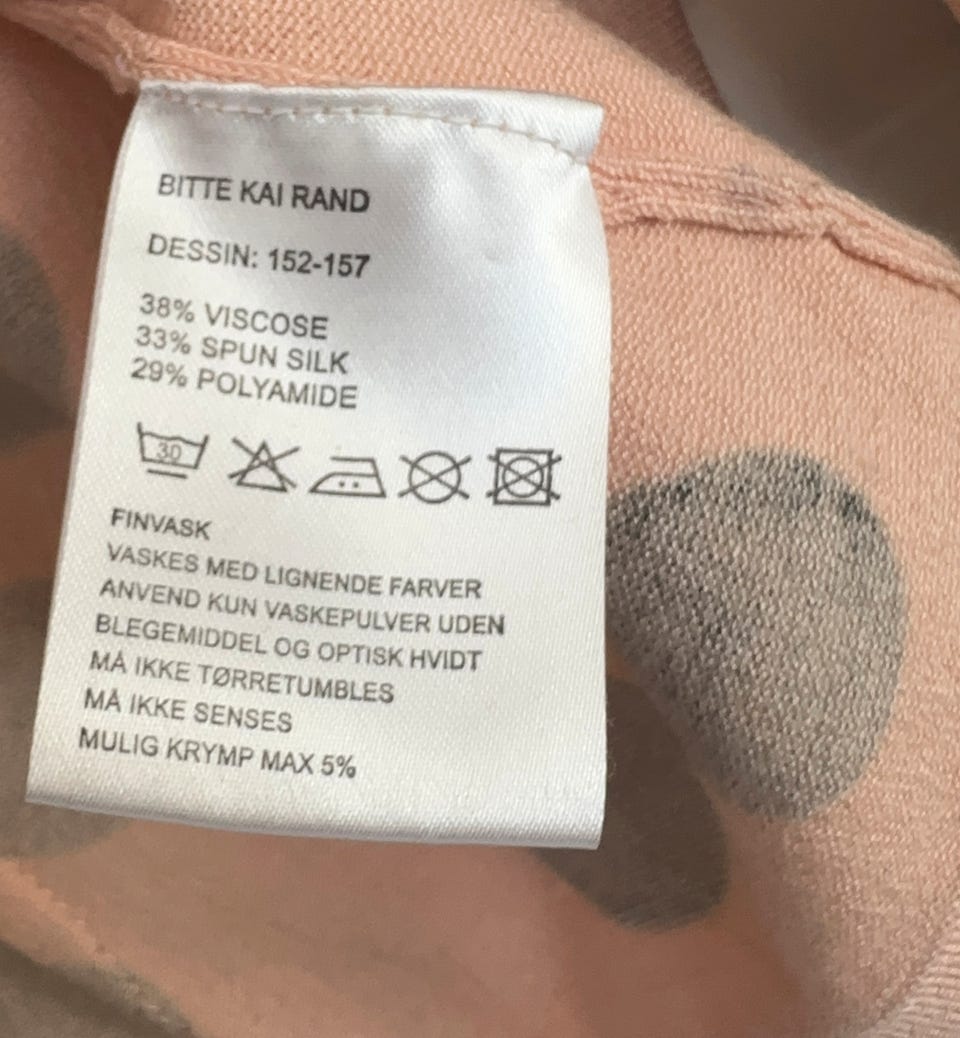 BITTE KAI RAND
DESSIN: 152-157
38% VISCOSE
33% SPUN SILK
29% POLYAMIDE
30
FINVASK
VASKES MED LIGNENDE FARVER
ANVEND KUN VASKEPULVER UDEN
BLEGEMIDDEL OG OPTISK HVIDT
MÅ IKKE TØRRETUMBLES
MÅ IKKE SENSES
MULIG KRYMP MAX 5%